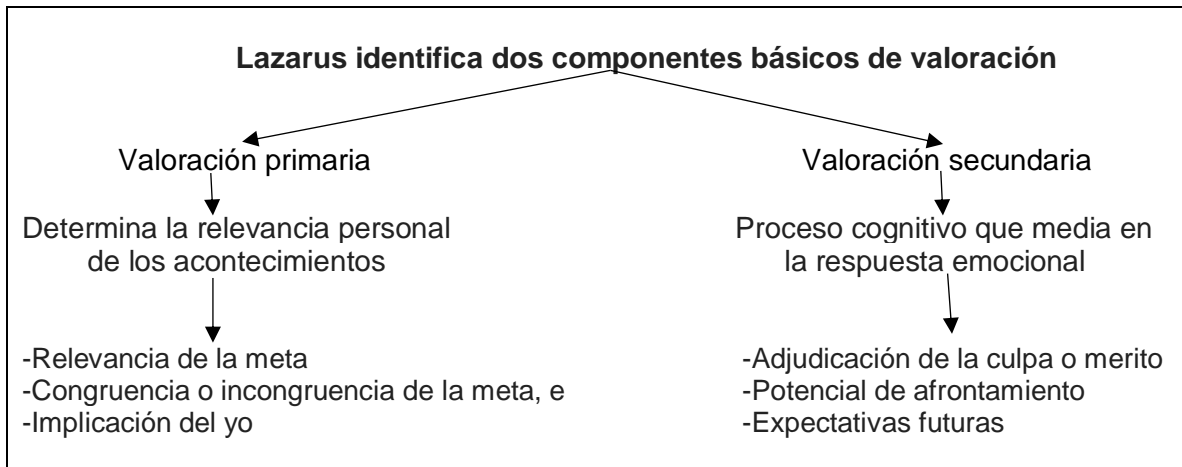 Lazarus identifica dos componentes básicos de valoración
Valoración primaria
Determina la relevancia personal
de los acontecimientos
-Relevancia de la meta
-Congruencia o incongruencia de la meta, e
-Implicación del yo
Valoración secundaria
Proceso cognitivo que media en
la respuesta emocional
-Adjudicación de la culpa o merito
-Potencial de afrontamiento
-Expectativas futuras